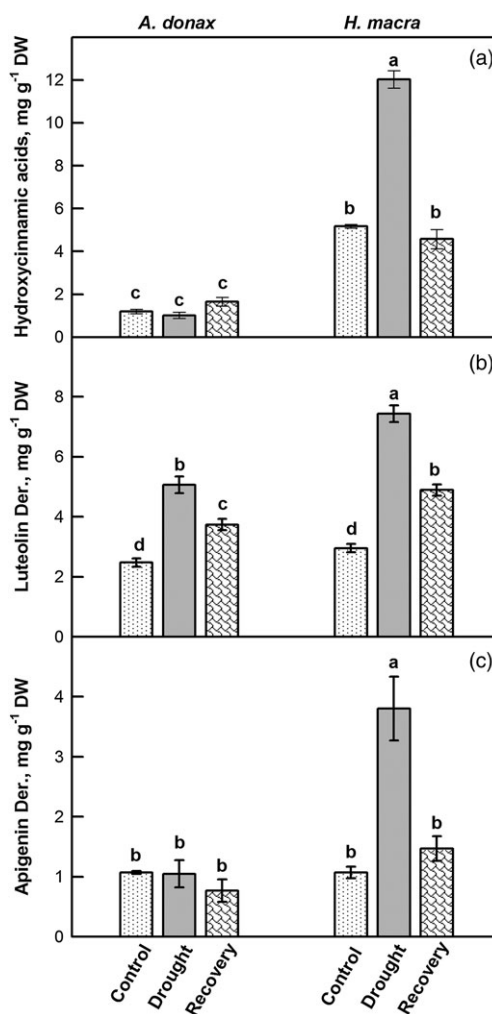 A. donax H. macra
(a)
Hydroxycinnamic acids, mg g-1 DW
12
10
8
6
4
2
0
c c c b a b
(b)
Luteolin Der., mg g-1 DW
8
6
4
2
0
d b c d a b
(c)
Apigenin Der., mg g-1 DW
4
3
2
1
0
b b b b a b
Control Drought Recovery Control Drought Recovery